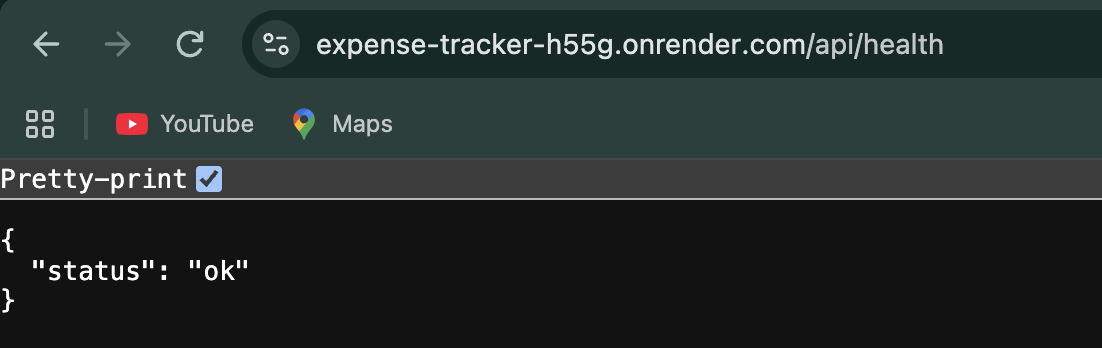 expense-tracker-h55g.onrender.com/api/health
YouTube Maps
Pretty-print
{
  "status": "ok"
}